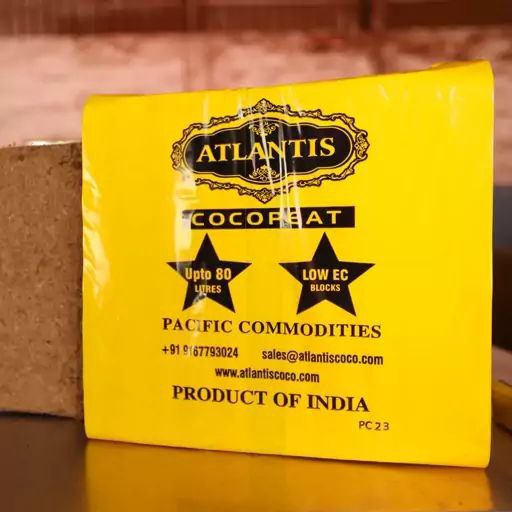 ATLANTIS
COCOPEAT
Upto 80
LITRES
LOW EC
BLOCKS
PACIFIC COMMODITIES
+91 9167793024 sales@atlantiscoco.com
www.atlantiscoco.com
PRODUCT OF INDIA
PC 23